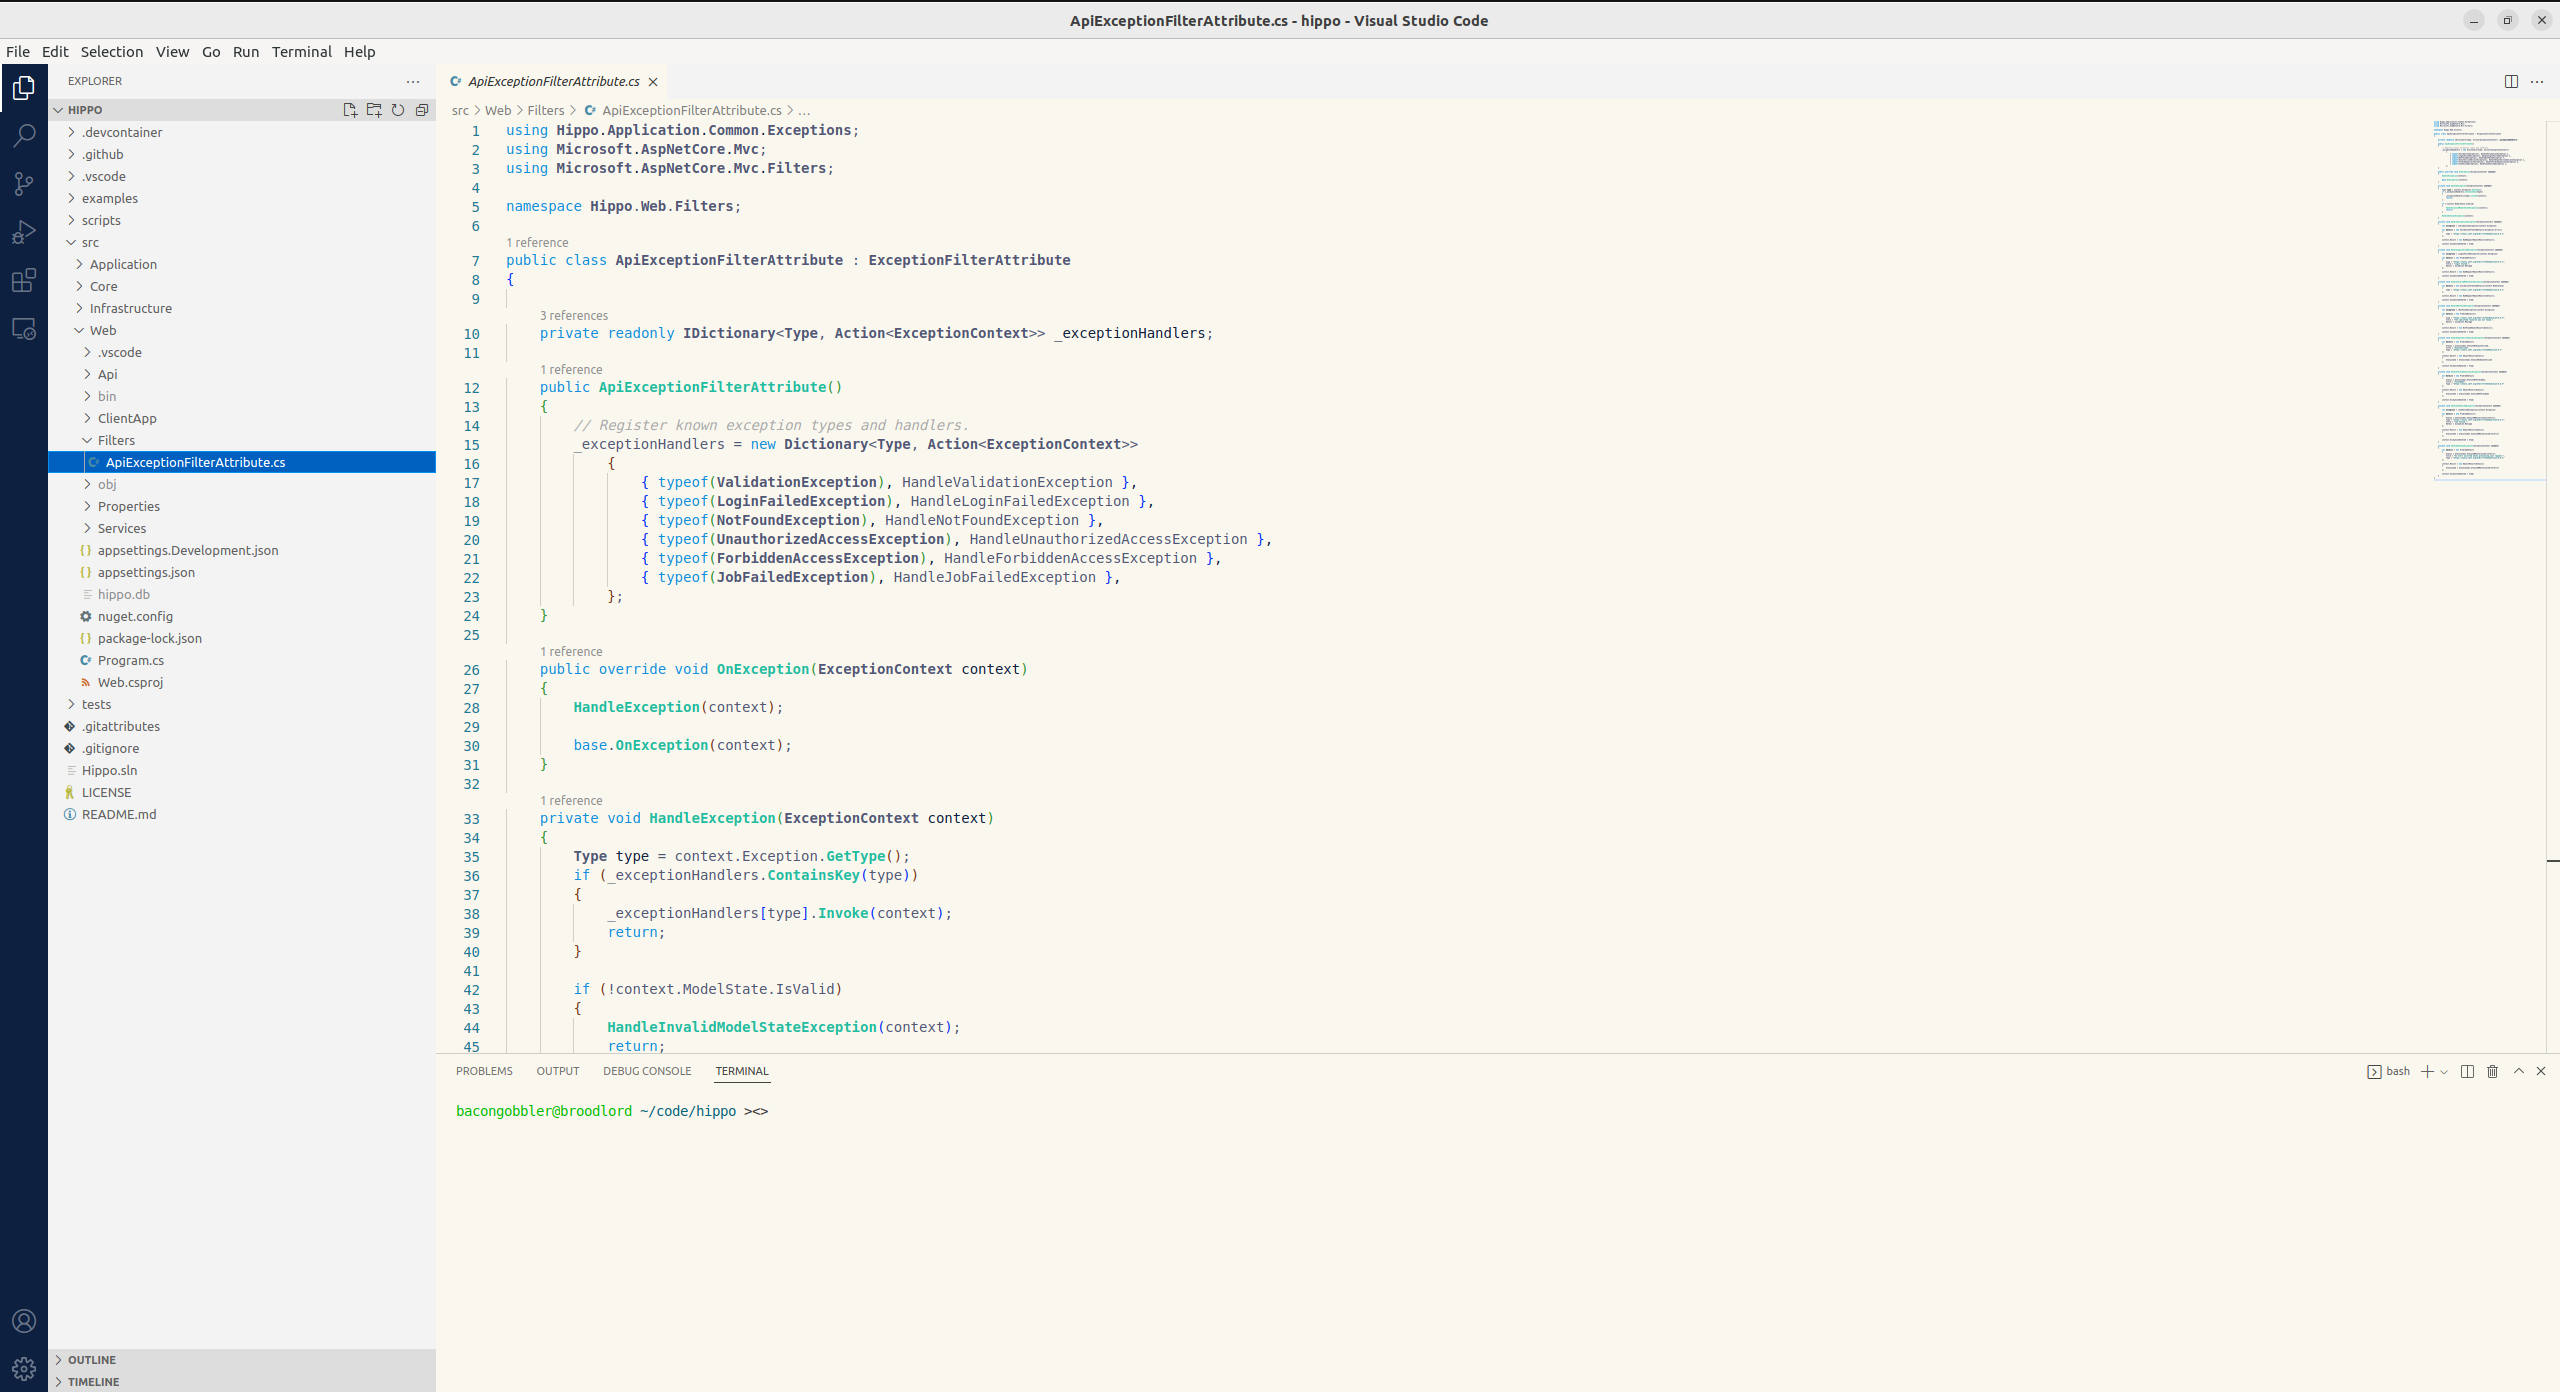 ApiExceptionFilterAttribute.cs - hippo - Visual Studio Code
File Edit Selection View Go Run Terminal Help
EXPLORER
HIPPO
.devcontainer
.github
.vscode
examples
scripts
src
Application
Core
Infrastructure
Web
.vscode
Api
bin
ClientApp
Filters
ApiExceptionFilterAttribute.cs
obj
Properties
Services
appsettings.Development.json
appsettings.json
hippo.db
nuget.config
package-lock.json
Program.cs
Web.csproj
tests
.gitattributes
.gitignore
Hippo.sln
LICENSE
README.md
OUTLINE
TIMELINE
ApiExceptionFilterAttribute.cs
src > Web > Filters > ApiExceptionFilterAttribute.cs > ...
1 using Hippo.Application.Common.Exceptions;
2 using Microsoft.AspNetCore.Mvc;
3 using Microsoft.AspNetCore.Mvc.Filters;
4
5 namespace Hippo.Web.Filters;
6
1 reference
7 public class ApiExceptionFilterAttribute : ExceptionFilterAttribute
8 {
9
3 references
10 private readonly IDictionary<Type, Action<ExceptionContext>> _exceptionHandlers;
11
1 reference
12 public ApiExceptionFilterAttribute()
13 {
14 // Register known exception types and handlers.
15 _exceptionHandlers = new Dictionary<Type, Action<ExceptionContext>>
16 {
17 { typeof(ValidationException), HandleValidationException },
18 { typeof(LoginFailedException), HandleLoginFailedException },
19 { typeof(NotFoundException), HandleNotFoundException },
20 { typeof(UnauthorizedAccessException), HandleUnauthorizedAccessException },
21 { typeof(ForbiddenAccessException), HandleForbiddenAccessException },
22 { typeof(JobFailedException), HandleJobFailedException },
23 };
24 }
25
1 reference
26 public override void OnException(ExceptionContext context)
27 {
28 HandleException(context);
29
30 base.OnException(context);
31 }
32
1 reference
33 private void HandleException(ExceptionContext context)
34 {
35 Type type = context.Exception.GetType();
36 if (_exceptionHandlers.ContainsKey(type))
37 {
38 _exceptionHandlers[type].Invoke(context);
39 return;
40 }
41
42 if (!context.ModelState.IsValid)
43 {
44 HandleInvalidModelStateException(context);
45 return;
PROBLEMS OUTPUT DEBUG CONSOLE TERMINAL
bash
bacongobbler@broodlord ~/code/hippo ><>